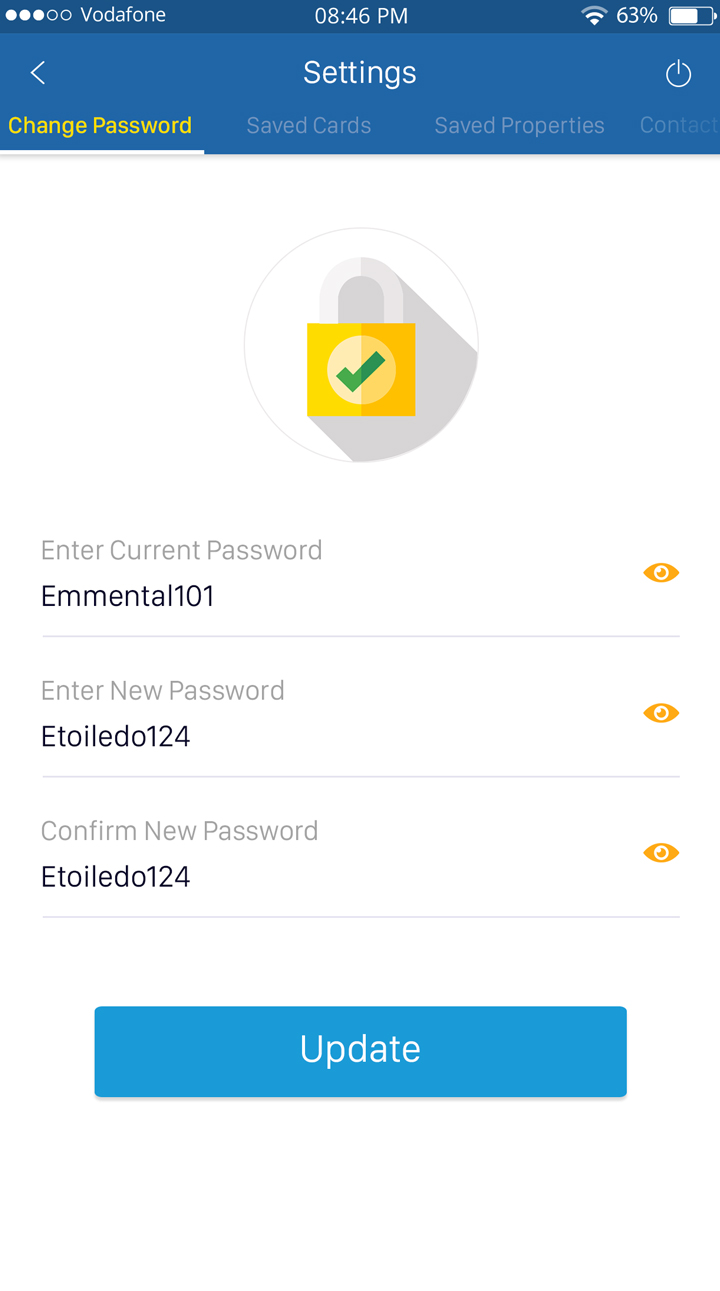 Vodafone 08:46 PM 63%
Settings
Change Password Saved Cards Saved Properties Contact
Enter Current Password
Emmental101
Enter New Password
Etoiledo124
Confirm New Password
Etoiledo124
Update